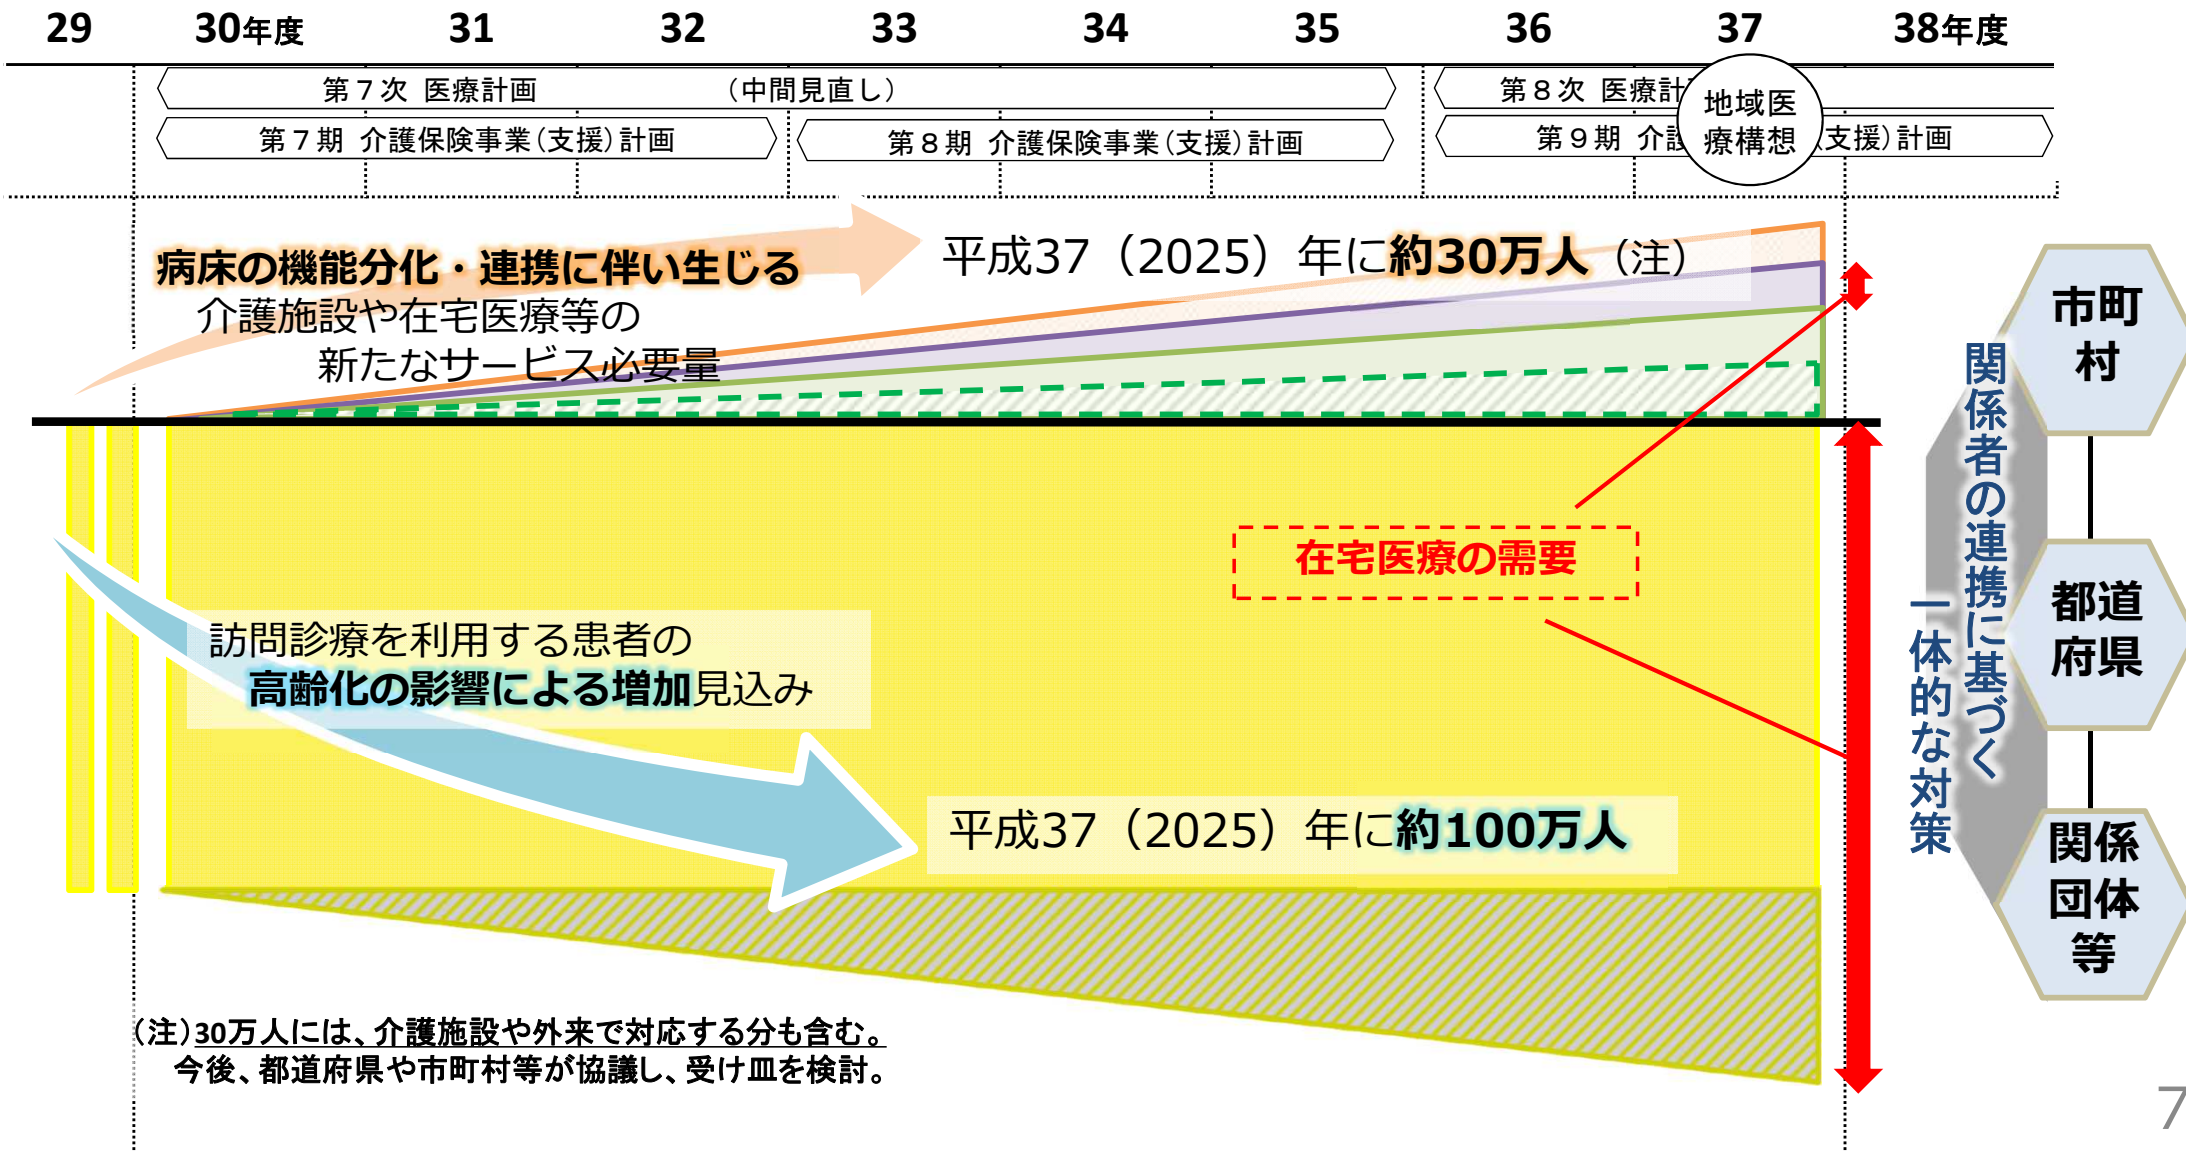 29 30年度 31 32 33 34 35 36 37 38年度
第７次 医療計画 （中間見直し）
第８次 医療計
第７期 介護保険事業（支援）計画
第８期 介護保険事業（支援）計画
第９期 介護
支援）計画
地域医
療構想
病床の機能分化・連携に伴い生じる
介護施設や在宅医療等の
新たなサービス必要量
平成37（2025）年に約30万人（注）
在宅医療の需要
訪問診療を利用する患者の
高齢化の影響による増加見込み
平成37（2025）年に約100万人
関係者の連携に基づく
一体的な対策
市町
村
都道
府県
関係
団体
等
（注）30万人には、介護施設や外来で対応する分も含む。
今後、都道府県や市町村等が協議し、受け皿を検討。
7